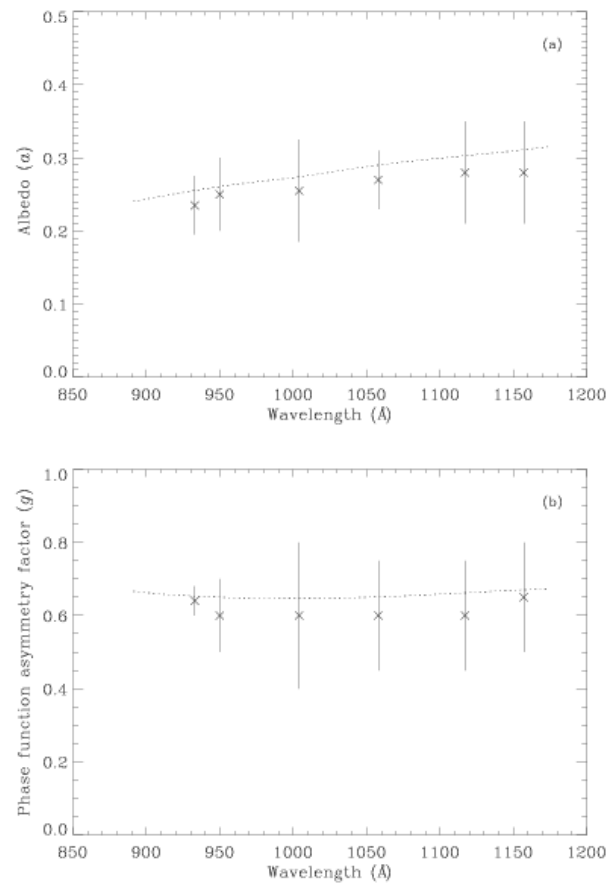 0.5
(a)
0.4
0.3
Albedo (a)
0.2
0.1
0.0
850 900 950 1000 1050 1100 1150 1200
Wavelength (Å)
1.0
(b)
0.8
0.6
Phase function asymmetry factor (g)
0.4
0.2
0.0
850 900 950 1000 1050 1100 1150 1200
Wavelength (Å)